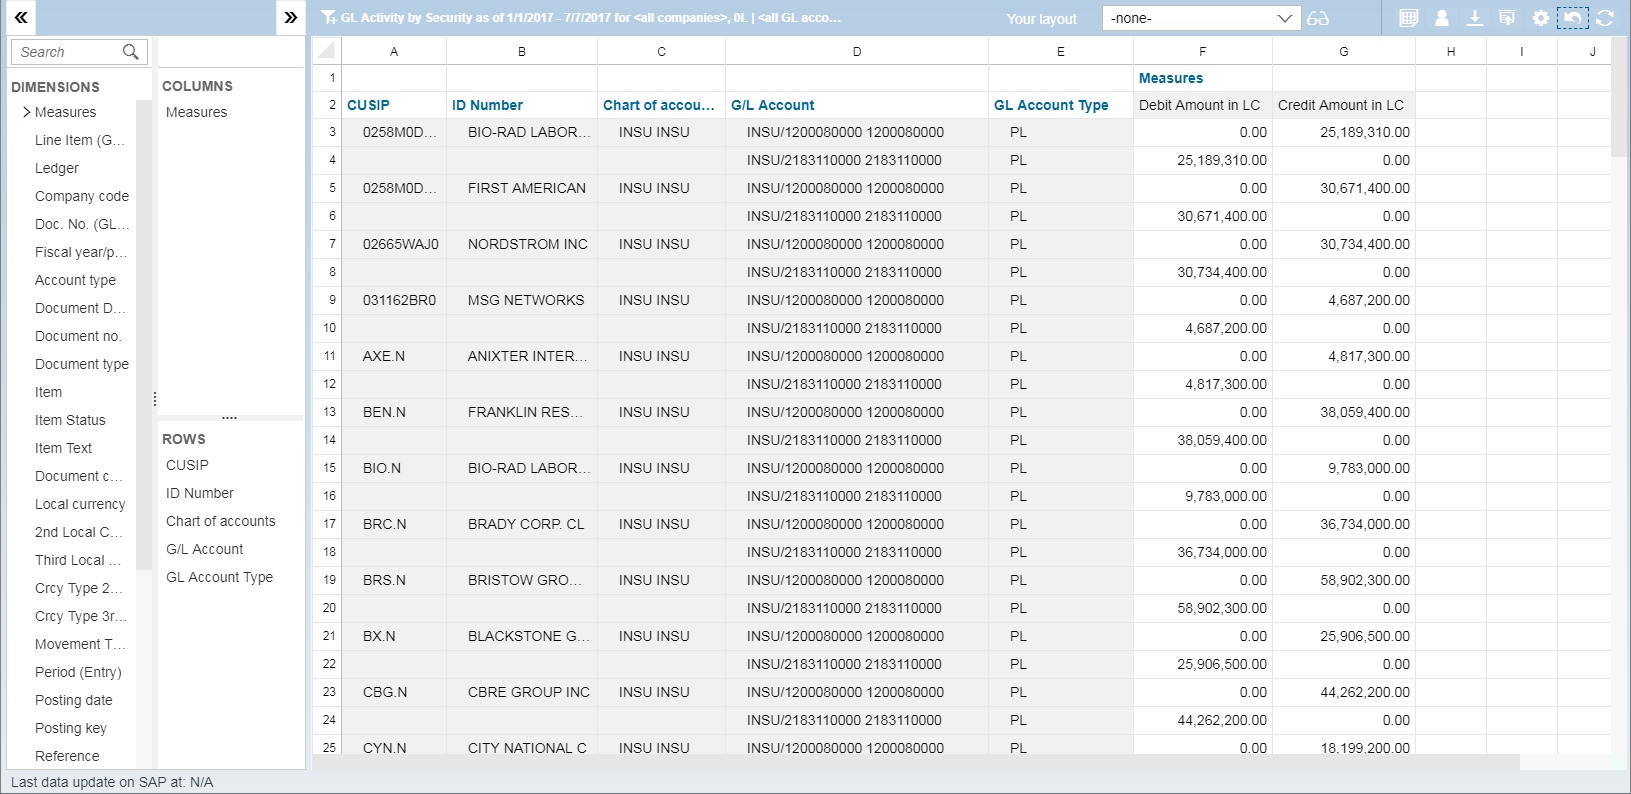 « » GL Activity by Security as of 1/1/2017 - 7/7/2017 for <all companies>, 0L | <all GL acco... Your layout -none-
Search
DIMENSIONS
Measures
Line Item (G...
Ledger
Company code
Doc. No. (GL...
Fiscal year/p...
Account type
Document D...
Document no.
Document type
Item
Item Status
Item Text
Document c...
Local currency
2nd Local C...
Third Local ...
Crcy Type 2...
Crcy Type 3r...
Movement T...
Period (Entry)
Posting date
Posting key
Reference
COLUMNS
Measures
ROWS
CUSIP
ID Number
Chart of accounts
G/L Account
GL Account Type
A B C D E F G H I J
1 Measures
2 CUSIP ID Number Chart of accou... G/L Account GL Account Type Debit Amount in LC Credit Amount in LC
3 0258M0D... BIO-RAD LABOR... INSU INSU INSU/1200080000 1200080000 PL 0.00 25,189,310.00
4 INSU/2183110000 2183110000 PL 25,189,310.00 0.00
5 0258M0D... FIRST AMERICAN INSU INSU INSU/1200080000 1200080000 PL 0.00 30,671,400.00
6 INSU/2183110000 2183110000 PL 30,671,400.00 0.00
7 02665WAJ0 NORDSTROM INC INSU INSU INSU/1200080000 1200080000 PL 0.00 30,734,400.00
8 INSU/2183110000 2183110000 PL 30,734,400.00 0.00
9 031162BR0 MSG NETWORKS INSU INSU INSU/1200080000 1200080000 PL 0.00 4,687,200.00
10 INSU/2183110000 2183110000 PL 4,687,200.00 0.00
11 AXE.N ANIXTER INTER... INSU INSU INSU/1200080000 1200080000 PL 0.00 4,817,300.00
12 INSU/2183110000 2183110000 PL 4,817,300.00 0.00
13 BEN.N FRANKLIN RES... INSU INSU INSU/1200080000 1200080000 PL 0.00 38,059,400.00
14 INSU/2183110000 2183110000 PL 38,059,400.00 0.00
15 BIO.N BIO-RAD LABOR... INSU INSU INSU/1200080000 1200080000 PL 0.00 9,783,000.00
16 INSU/2183110000 2183110000 PL 9,783,000.00 0.00
17 BRC.N BRADY CORP. CL INSU INSU INSU/1200080000 1200080000 PL 0.00 36,734,000.00
18 INSU/2183110000 2183110000 PL 36,734,000.00 0.00
19 BRS.N BRISTOW GRO... INSU INSU INSU/1200080000 1200080000 PL 0.00 58,902,300.00
20 INSU/2183110000 2183110000 PL 58,902,300.00 0.00
21 BX.N BLACKSTONE G... INSU INSU INSU/1200080000 1200080000 PL 0.00 25,906,500.00
22 INSU/2183110000 2183110000 PL 25,906,500.00 0.00
23 CBG.N CBRE GROUP INC INSU INSU INSU/1200080000 1200080000 PL 0.00 44,262,200.00
24 INSU/2183110000 2183110000 PL 44,262,200.00 0.00
25 CYN.N CITY NATIONAL C INSU INSU INSU/1200080000 1200080000 PL 0.00 18,199,200.00
Last data update on SAP at: N/A